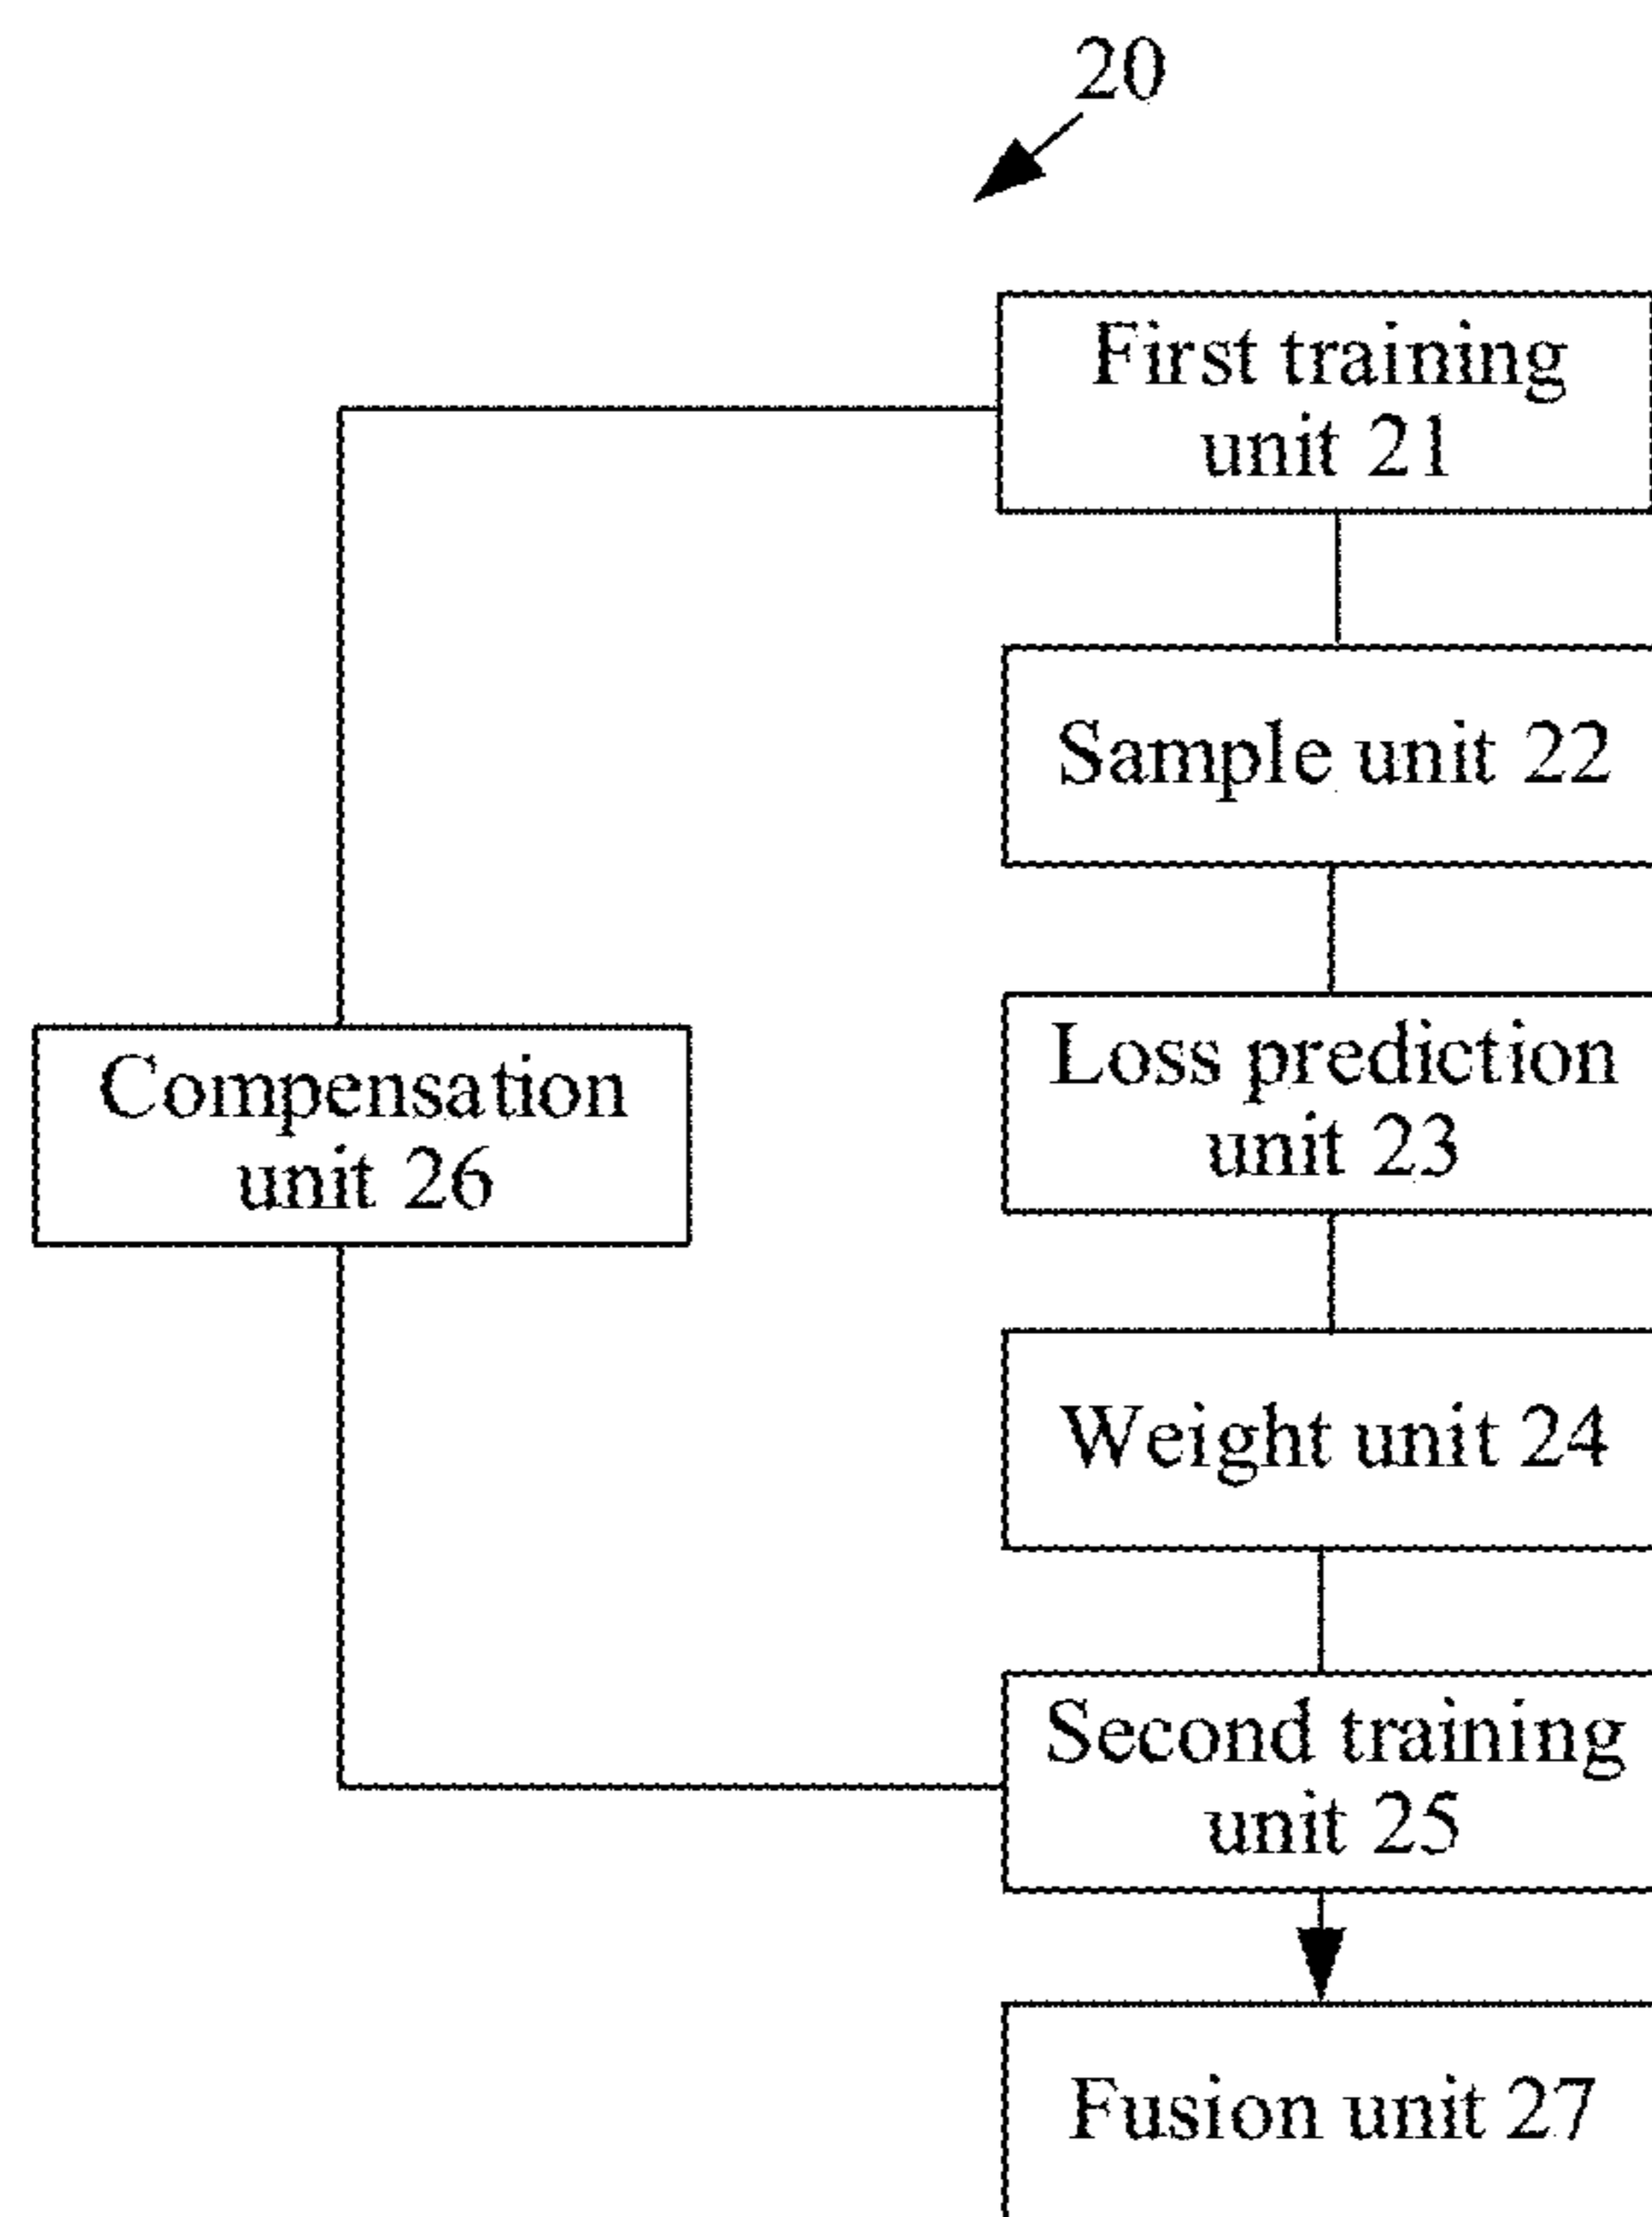 20
First training
unit 21
Sample unit 22
Loss prediction
unit 23
Compensation
unit 26
Weight unit 24
Second training
unit 25
Fusion unit 27